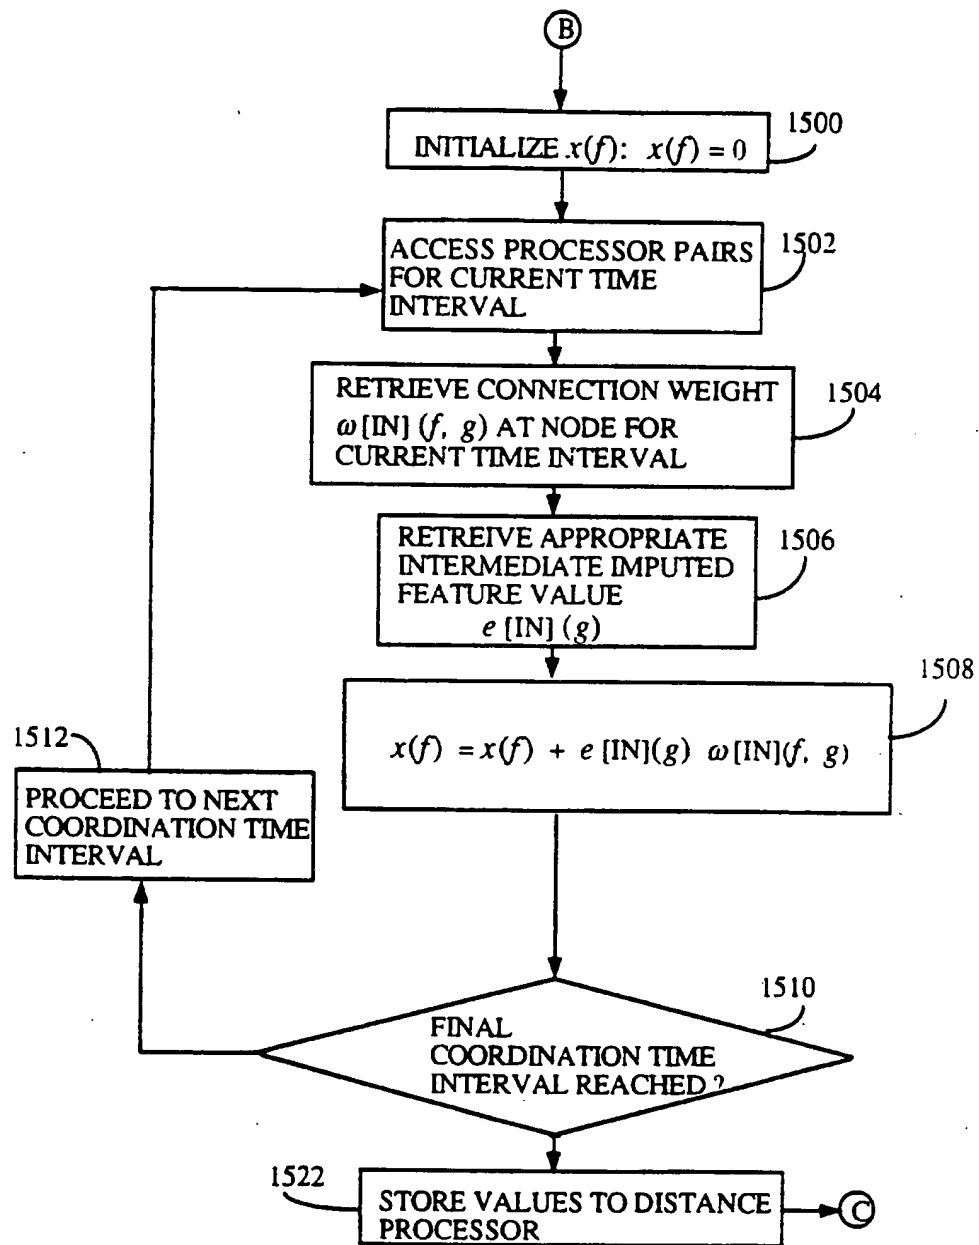 B
1500
INITIALIZE x(f): x(f) = 0
1502
ACCESS PROCESSOR PAIRS
FOR CURRENT TIME
INTERVAL
1504
RETRIEVE CONNECTION WEIGHT
ω[IN] (f, g) AT NODE FOR
CURRENT TIME INTERVAL
1506
RETREIVE APPROPRIATE
INTERMEDIATE IMPUTED
FEATURE VALUE
e [IN] (g)
1508
x(f) = x(f) + e [IN](g) ω[IN](f, g)
1512
PROCEED TO NEXT
COORDINATION TIME
INTERVAL
1510
FINAL
COORDINATION TIME
INTERVAL REACHED ?
1522
STORE VALUES TO DISTANCE
PROCESSOR
C